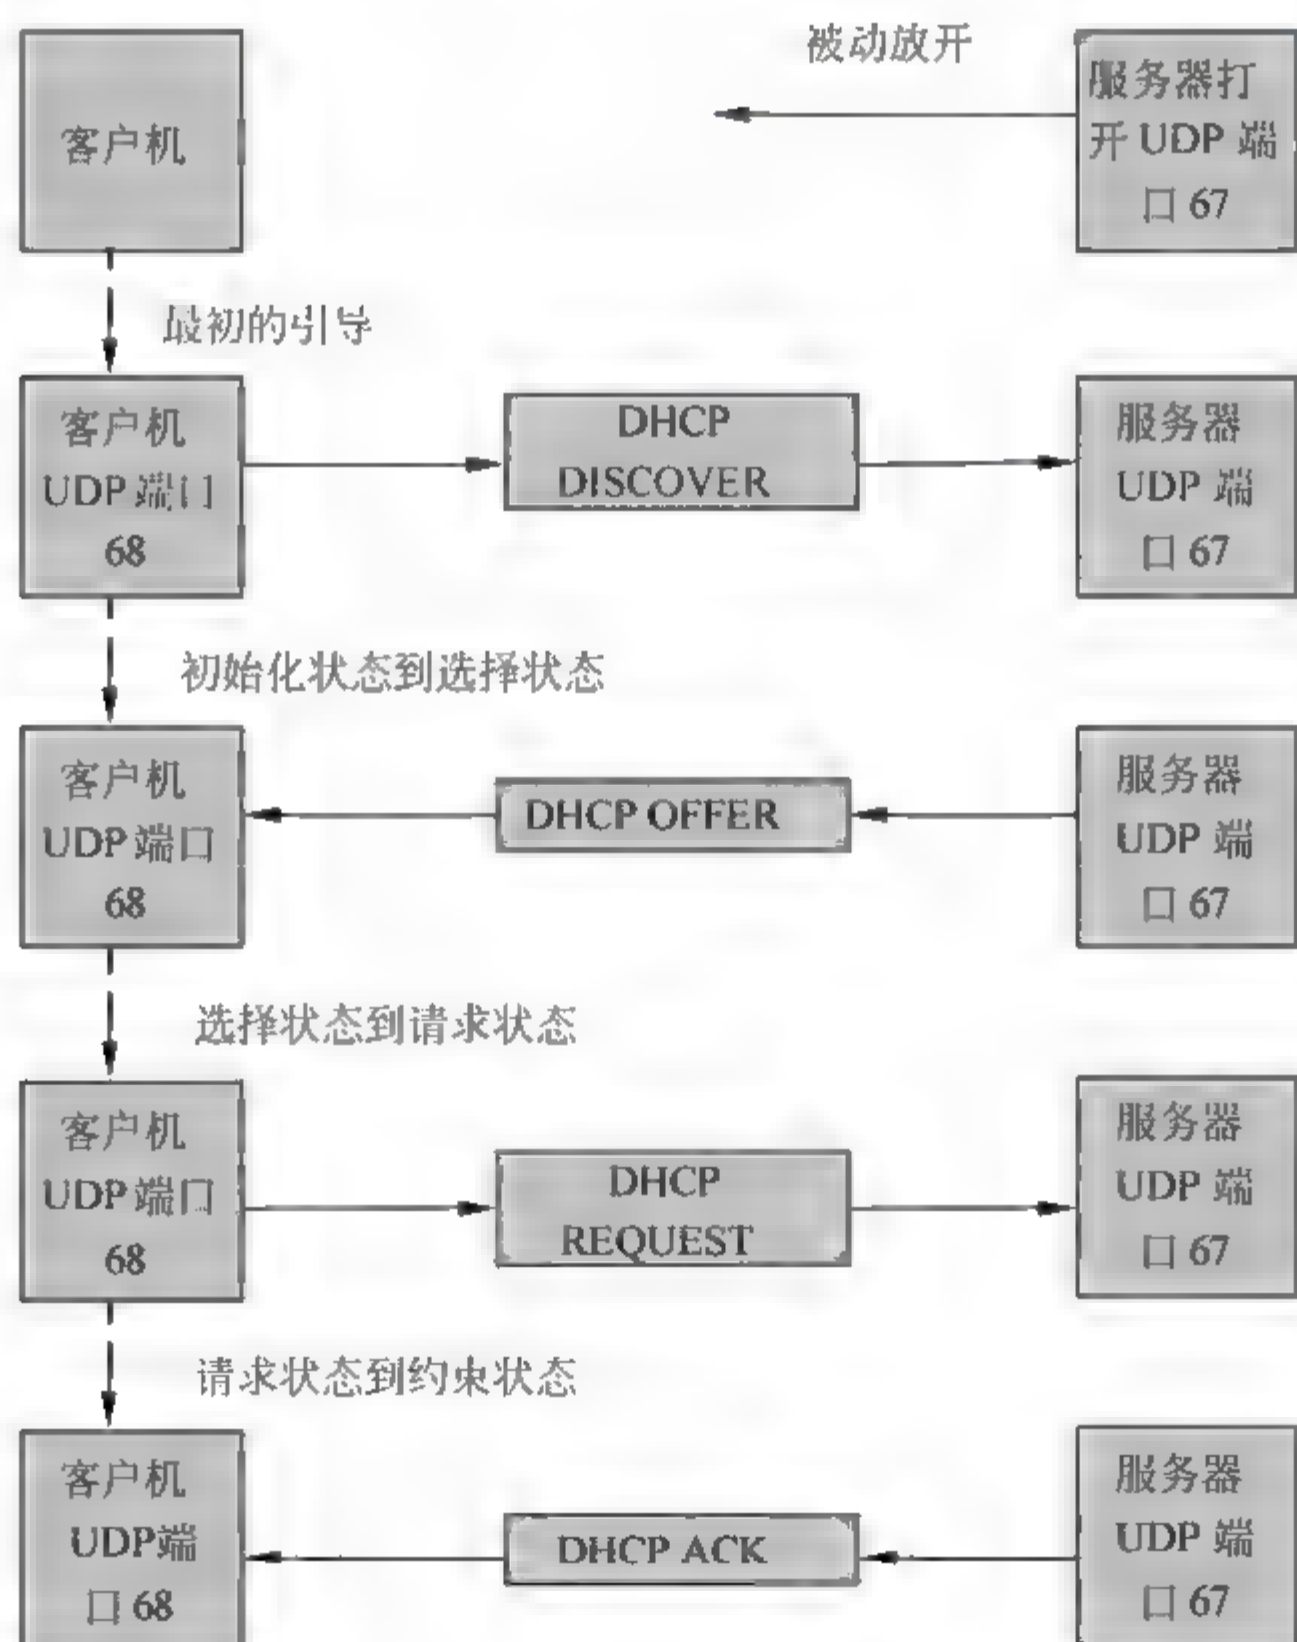 被动放开
客户机
服务器打
开 UDP 端
口 67
最初的引导
客户机
UDP 端口
68
DHCP
DISCOVER
服务器
UDP 端
口 67
初始化状态到选择状态
客户机
UDP 端口
68
DHCP OFFER
服务器
UDP 端
口 67
选择状态到请求状态
客户机
UDP 端口
68
DHCP
REQUEST
服务器
UDP 端
口 67
请求状态到约束状态
客户机
UDP端
口 68
DHCP ACK
服务器
UDP 端
口 67